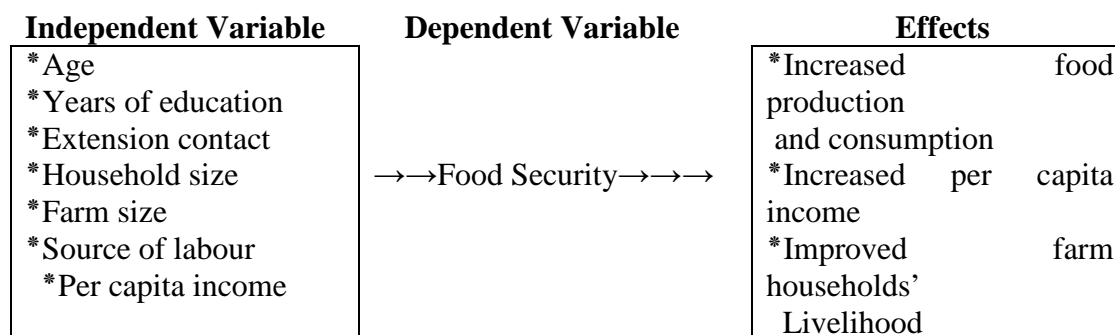 Independent Variable Dependent Variable Effects
*Age
*Years of education
*Extension contact
*Household size
*Farm size
*Source of labour
*Per capita income
→→Food Security→→→
*Increased food
production
and consumption
*Increased per capita
income
*Improved farm
households’
Livelihood